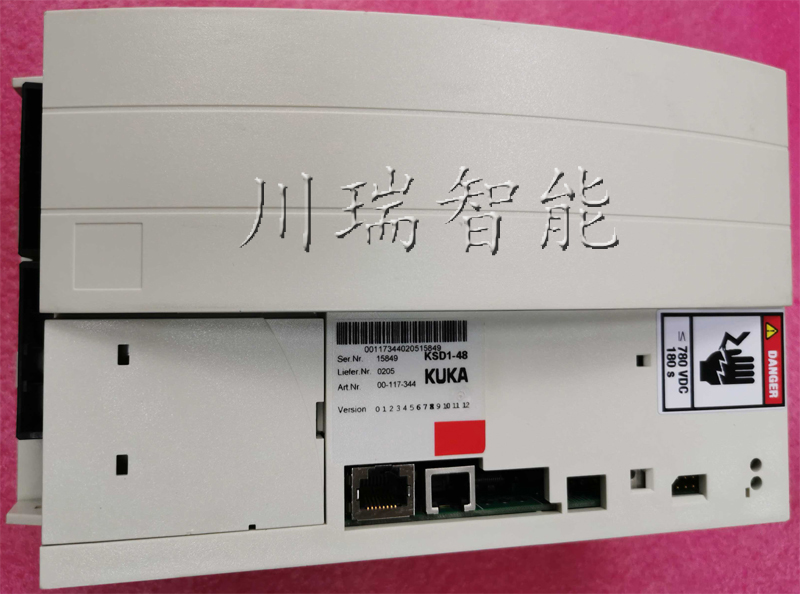 川瑞智能
00117344020515849
Ser.Nr. 15849 KSD1-48
Liefer.Nr. 0205
KUKA
Art.Nr. 00-117-344
Version 0 1 2 3 4 5 6 7 8 9 10 11 12
DANGER
≤ 780 VDC
180 s